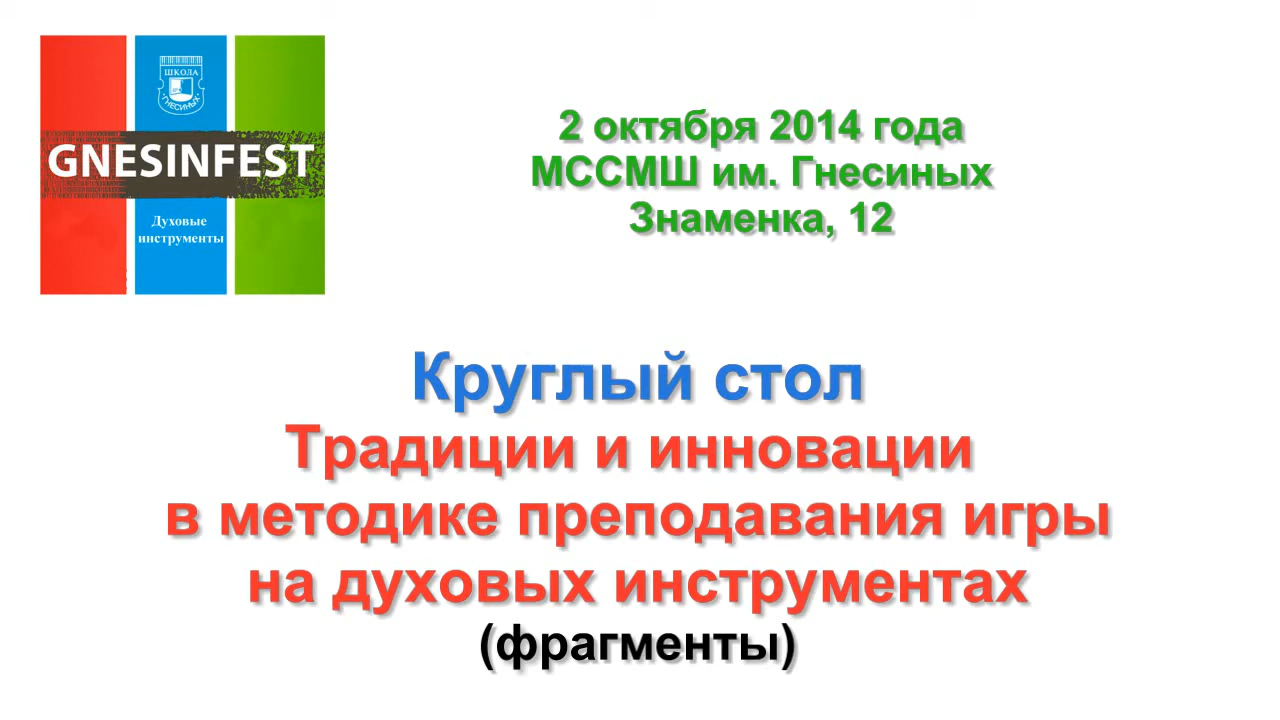 ШКОЛА
ГНЕСИНЫХ
GNESINFEST
Духовые
инструменты
2 октября 2014 года
МССМШ им. Гнесиных
Знаменка, 12
Круглый стол
Традиции и инновации
в методике преподавания игры
на духовых инструментах
(фрагменты)